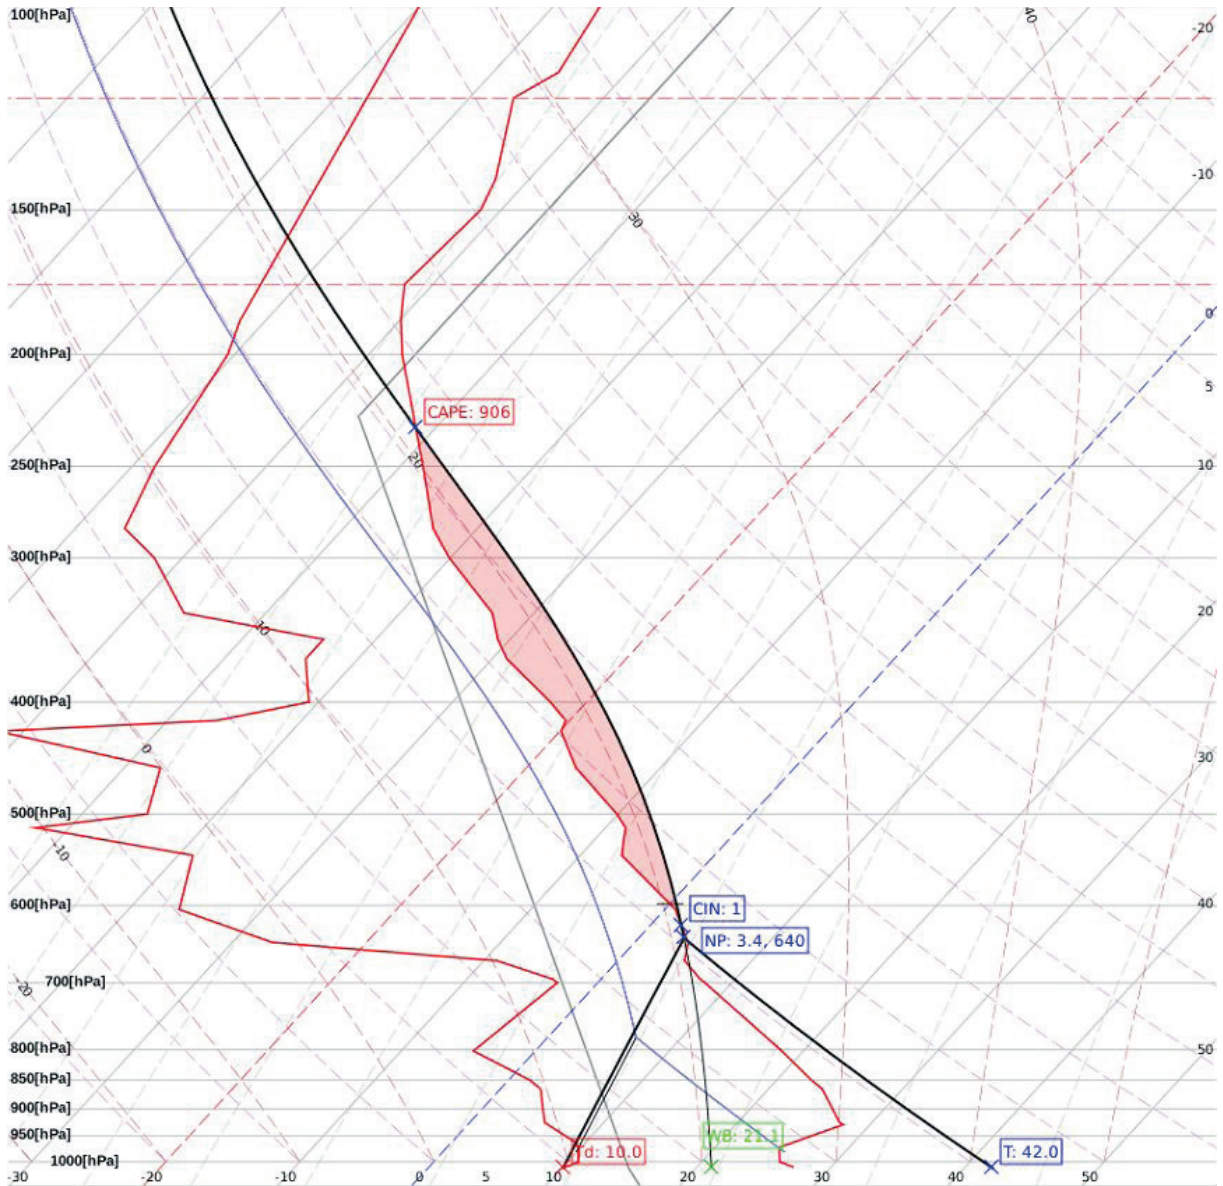 100[hPa]
40
-20
-10
150[hPa]
30
0
200[hPa]
5
CAPE: 906
20
250[hPa]
10
300[hPa]
20
10
400[hPa]
0
30
500[hPa]
-10
600[hPa]
CIN: 1
40
NP: 3.4, 640
700[hPa]
-20
800[hPa]
50
850[hPa]
900[hPa]
950[hPa]
WB: 21.1
Td: 10.0
T: 42.0
1000[hPa]
-30 -20 -10 0 5 10 20 30 40 50